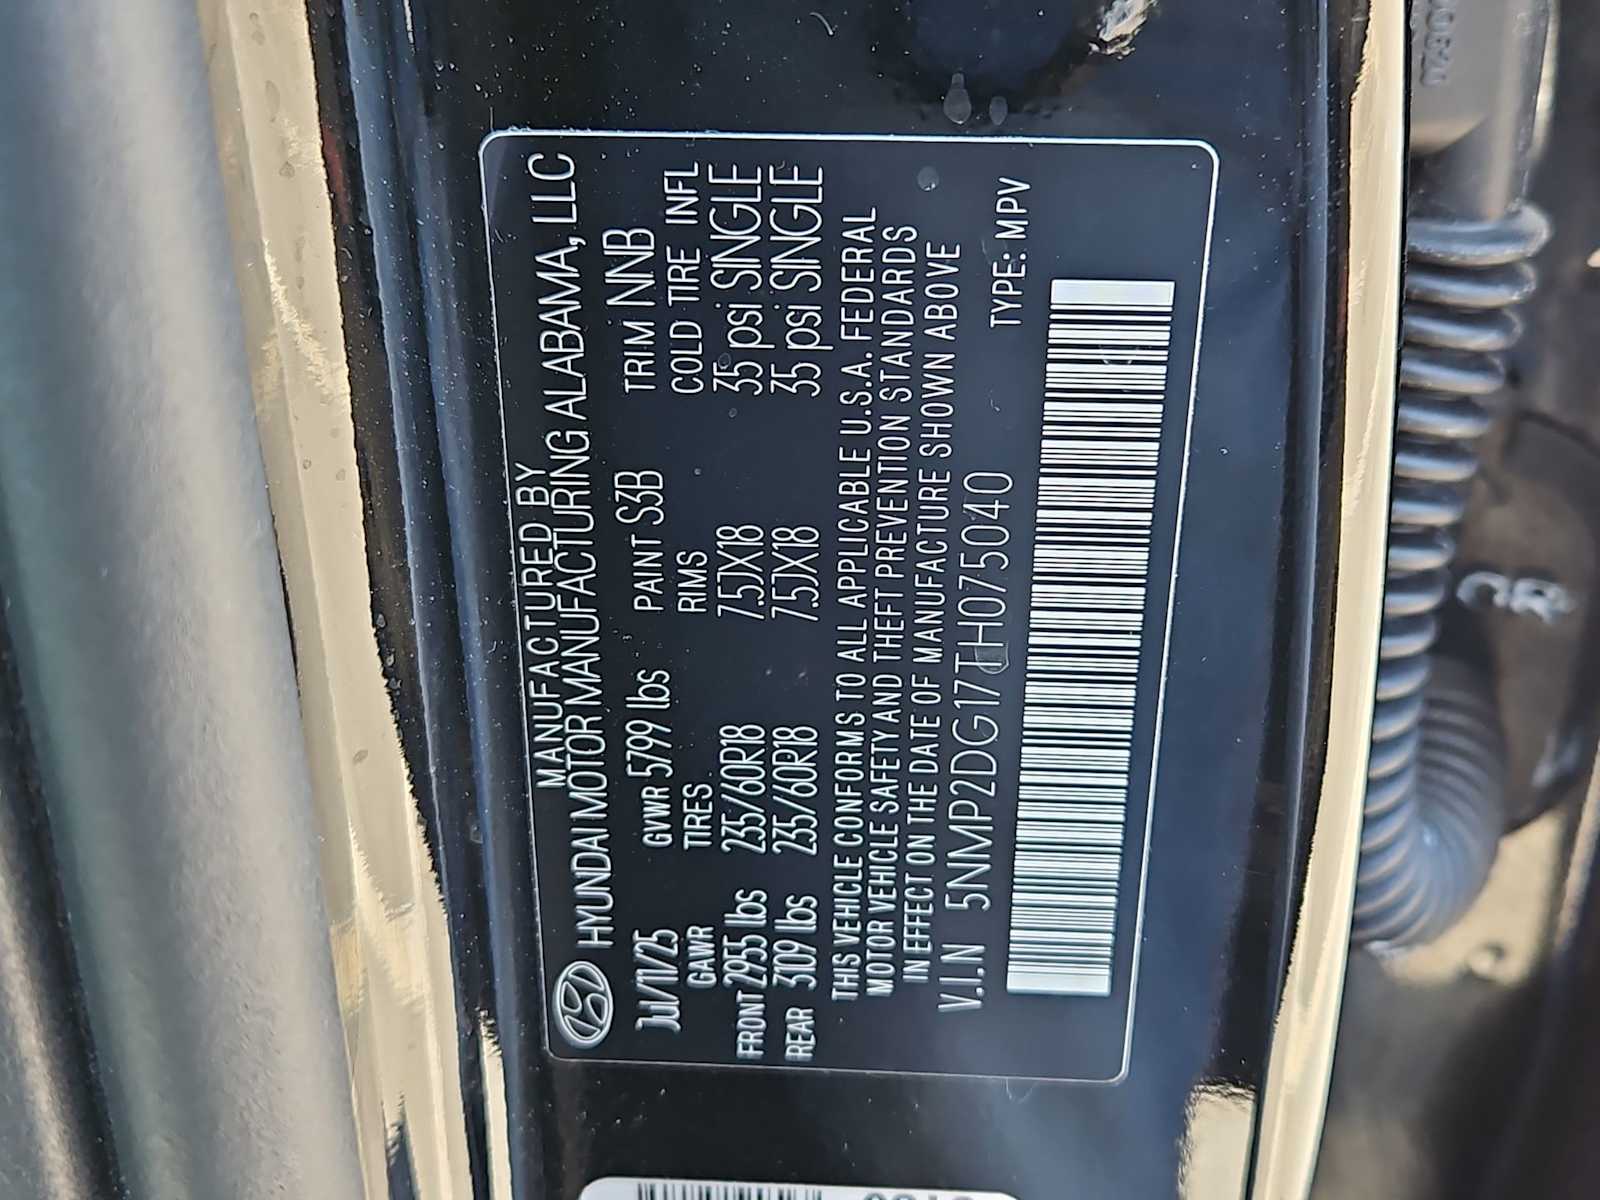 MANUFACTURED BY
HYUNDAI MOTOR MANUFACTURING ALABAMA, LLC
Jul/11/25 GVWR 5799 lbs PAINT S3B TRIM NNB
GAWR TIRES RIMS COLD TIRE INFL
FRONT 2955 lbs 235/60R18 7.5JX18 35 psi SINGLE
REAR 3109 lbs 235/60R18 7.5JX18 35 psi SINGLE
THIS VEHICLE CONFORMS TO ALL APPLICABLE U.S.A. FEDERAL
MOTOR VEHICLE SAFETY AND THEFT PREVENTION STANDARDS
IN EFFECT ON THE DATE OF MANUFACTURE SHOWN ABOVE
V.I.N 5NMP2DG17TH075040 TYPE: MPV